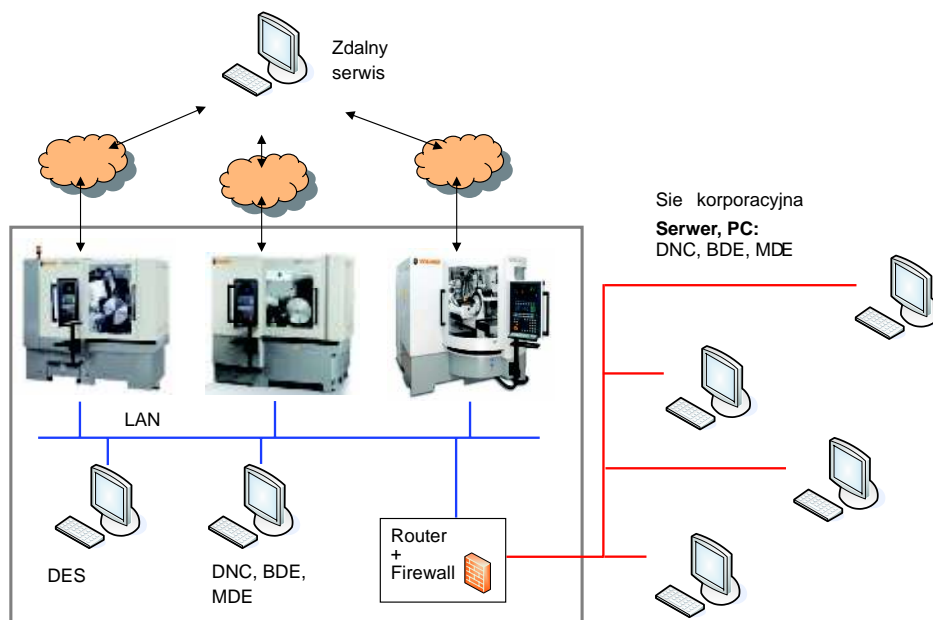 Zdalny
serwis
Sie korporacyjna
Serwer, PC:
DNC, BDE, MDE
LAN
DES
DNC, BDE,
MDE
Router
+
Firewall